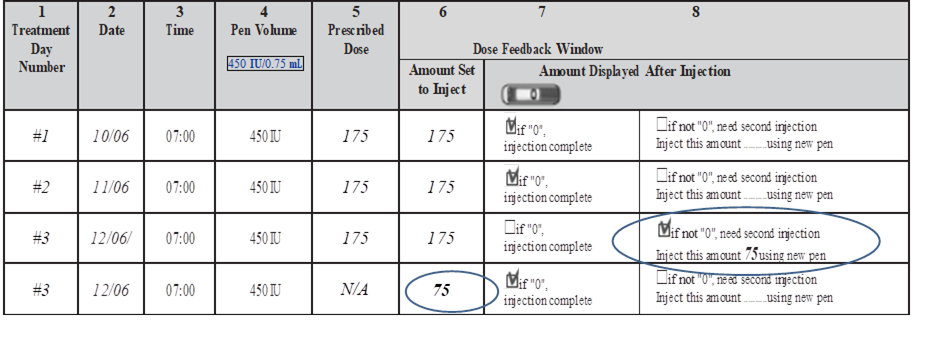 1 2 3 4 5 6 7 8
Treatment Day Number Date Time Pen Volume Prescribed Dose Dose Feedback Window
450 IU/0.75 mL
Amount Set to Inject Amount Displayed After Injection
0
#1 10/06 07:00 450 IU 175 175 if "0", injection complete if not "0", need second injection Inject this amount ..........using new pen
#2 11/06 07:00 450 IU 175 175 if "0", injection complete if not "0", need second injection Inject this amount ..........using new pen
#3 12/06/ 07:00 450 IU 175 175 if "0", injection complete if not "0", need second injection Inject this amount 75 using new pen
#3 12/06 07:00 450 IU N/A 75 if "0", injection complete if not "0", need second injection Inject this amount ..........using new pen